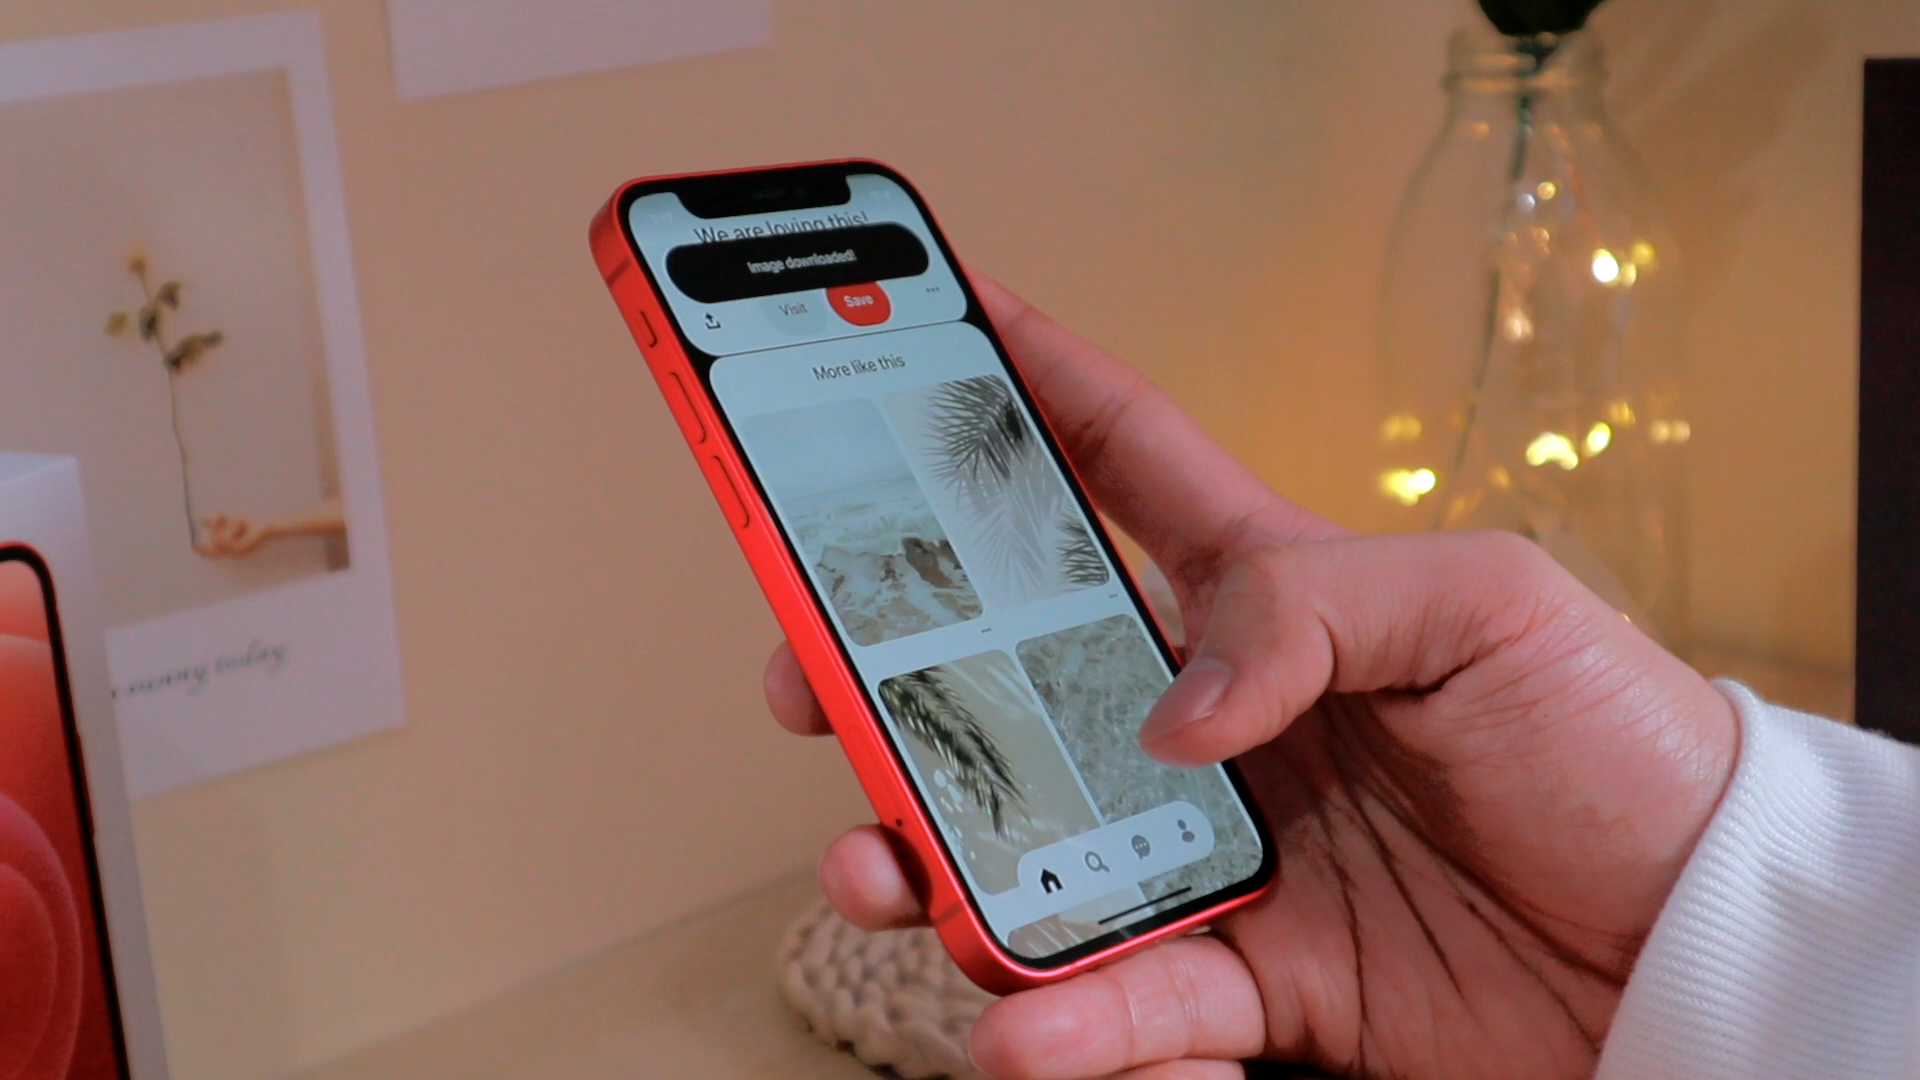 We are loving this!
Image downloaded!
Visit
Save
More like this
sunny today